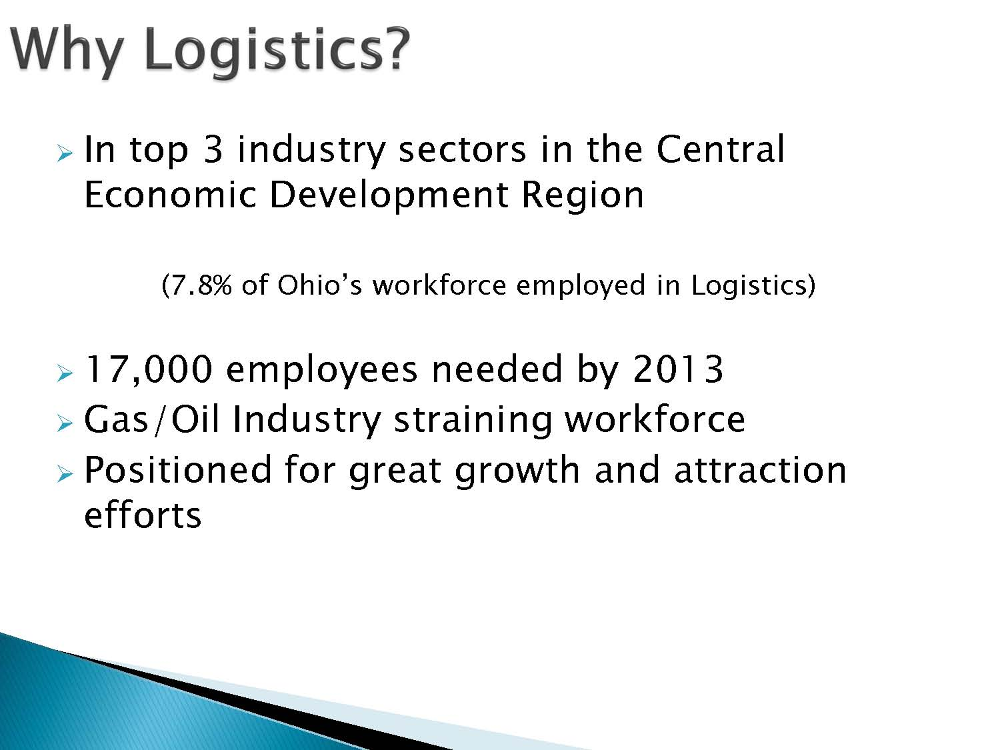 Why Logistics?
➢ In top 3 industry sectors in the Central
Economic Development Region
(7.8% of Ohio’s workforce employed in Logistics)
➢ 17,000 employees needed by 2013
➢ Gas/Oil Industry straining workforce
➢ Positioned for great growth and attraction
efforts